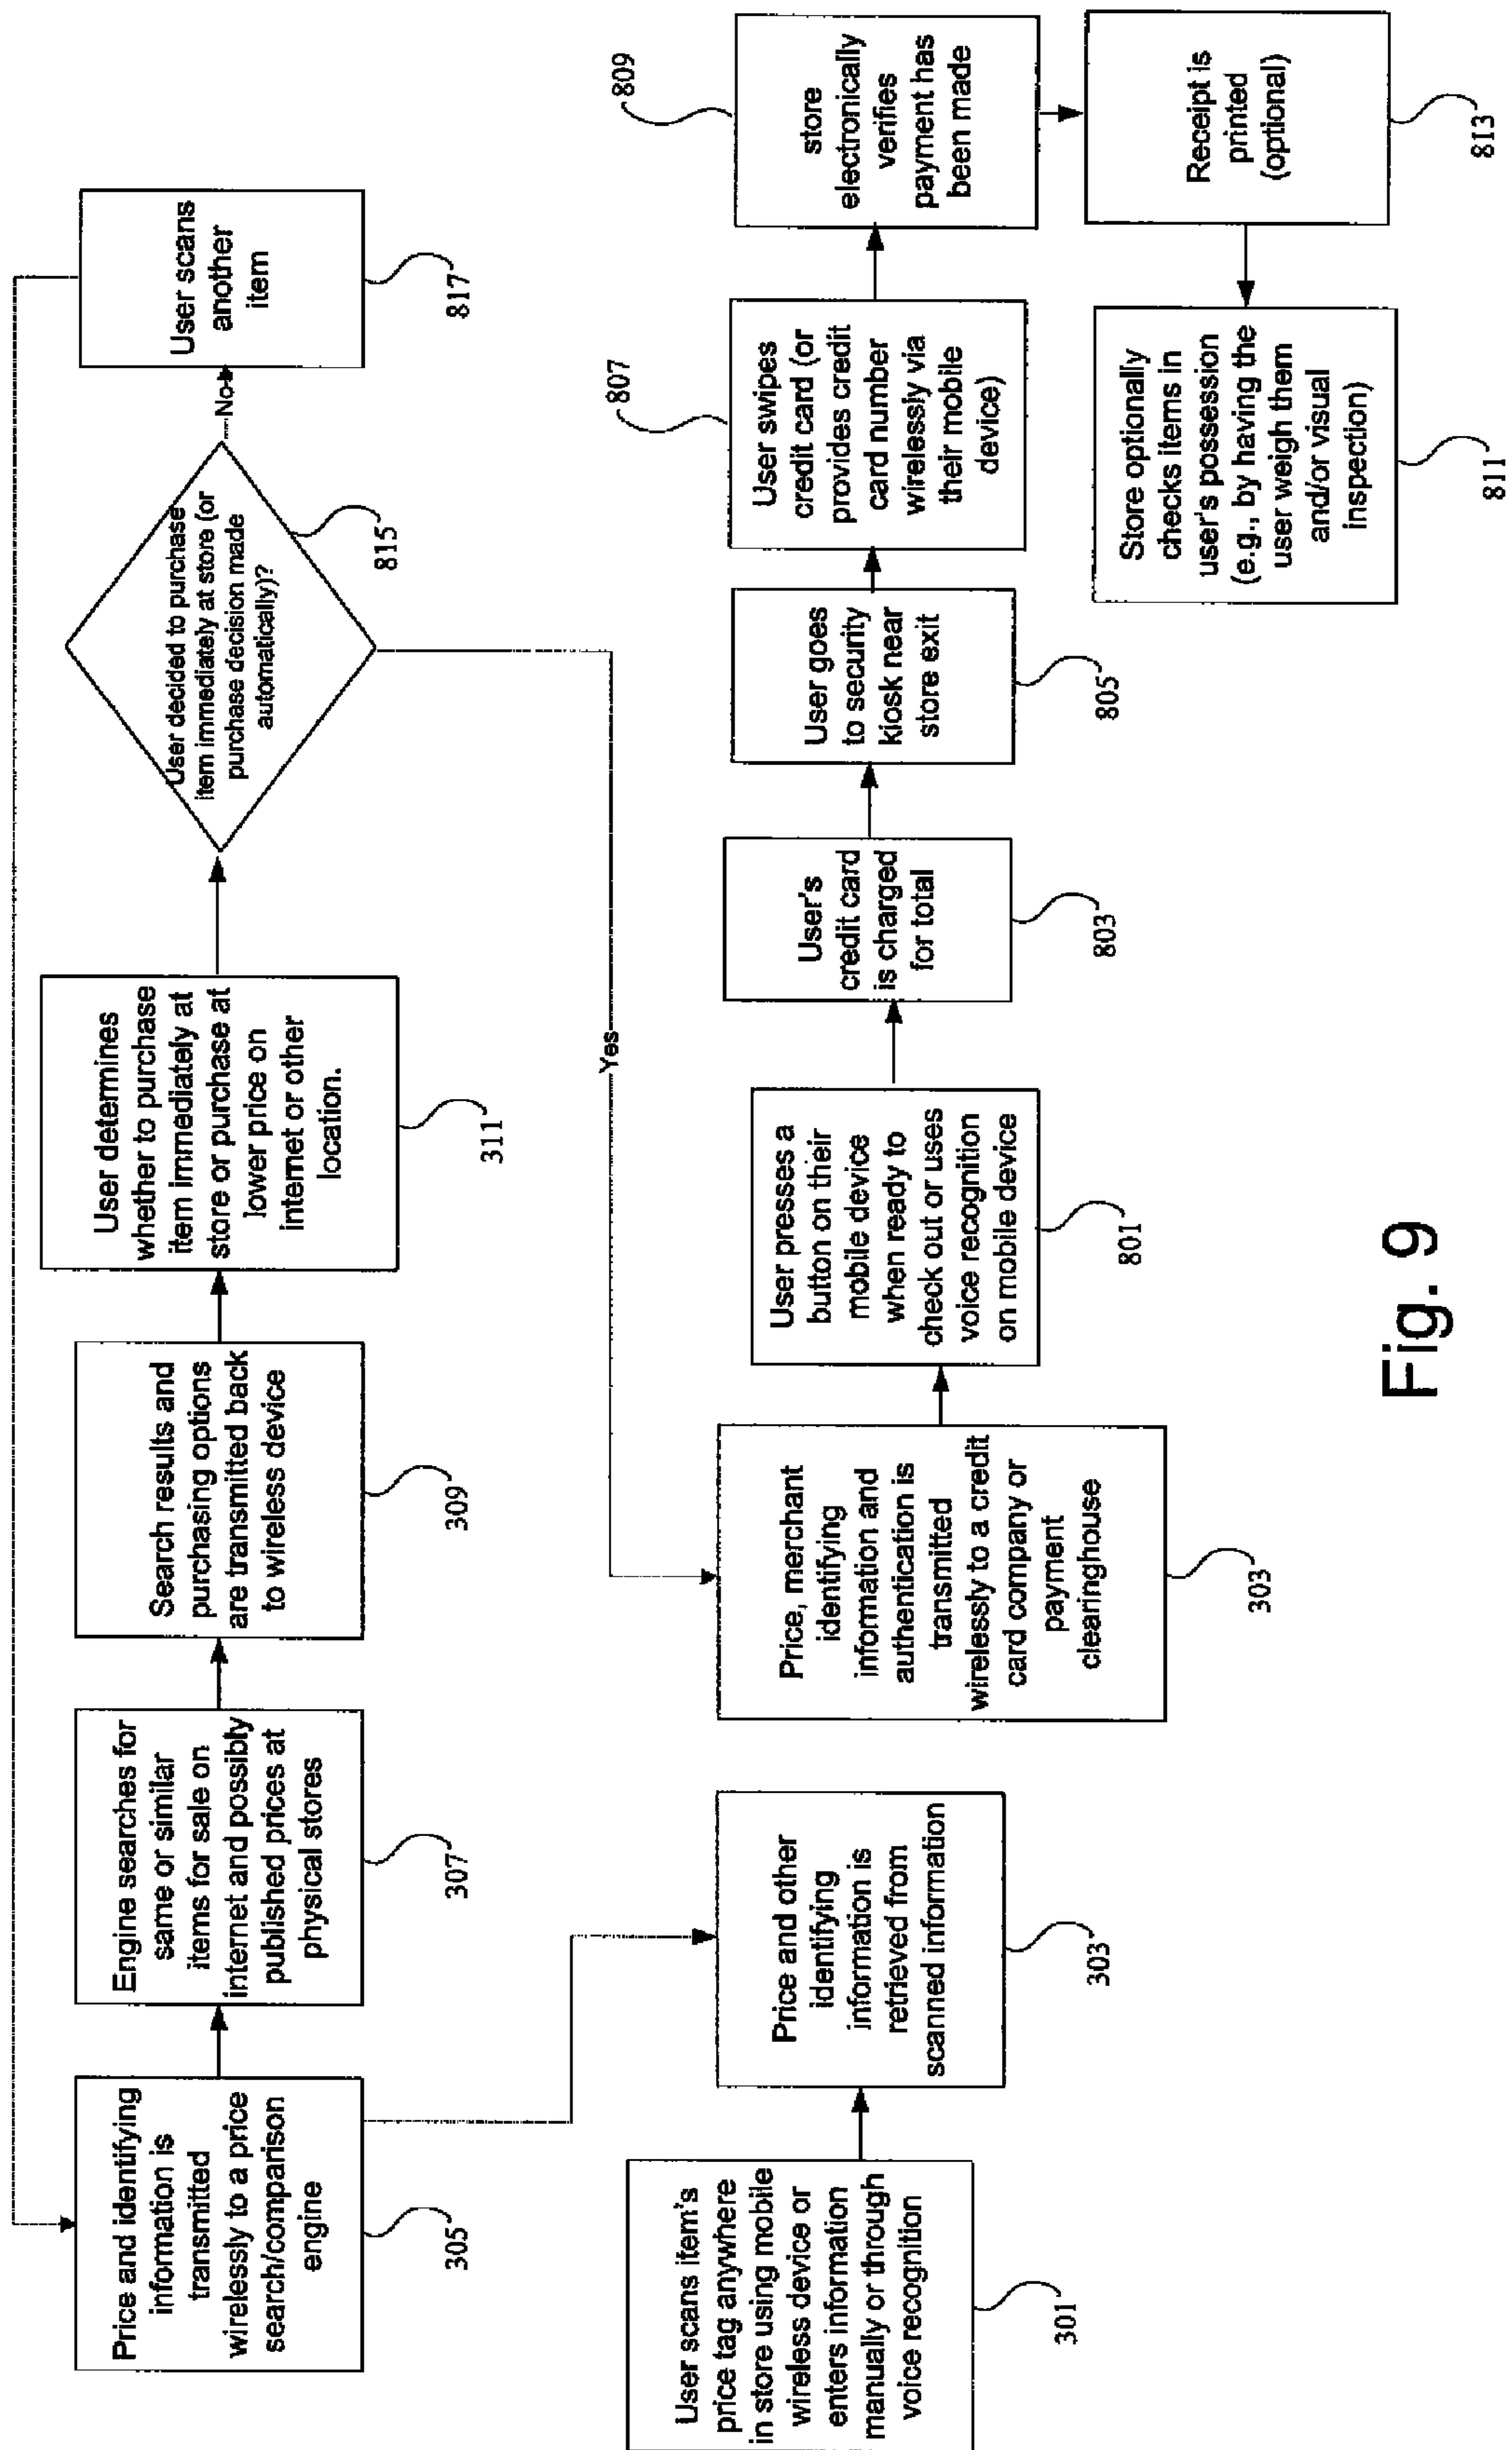 Price and identifying
information is
transmitted
wirelessly to a price
search/comparison
engine
305
Engine searches for
same or similar
items for sale on
internet and possibly
published prices at
physical stores
307
Search results and
purchasing options
are transmitted back
to wireless device
309
User determines
whether to purchase
item immediately at
store or purchase at
lower price on
internet or other
location.
311
User decided to purchase
item immediately at store (or
purchase decision made
automatically)?
815
No
User scans
another
item
817
Yes
User scans item's
price tag anywhere
in store using mobile
wireless device or
enters information
manually or through
voice recognition
301
Price and other
identifying
information is
retrieved from
scanned information
303
Price, merchant
identifying
information and
authentication is
transmitted
wirelessly to a credit
card company or
payment
clearinghouse
303
User presses a
button on their
mobile device
when ready to
check out or uses
voice recognition
on mobile device
801
User's
credit card
is charged
for total
803
User goes
to security
kiosk near
store exit
805
User swipes
credit card (or
provides credit
card number
wirelessly via
their mobile
device)
807
store
electronically
verifies
payment has
been made
809
Receipt is
printed
(optional)
813
Store optionally
checks items in
user's possession
(e.g., by having the
user weigh them
and/or visual
inspection)
811
Fig. 9